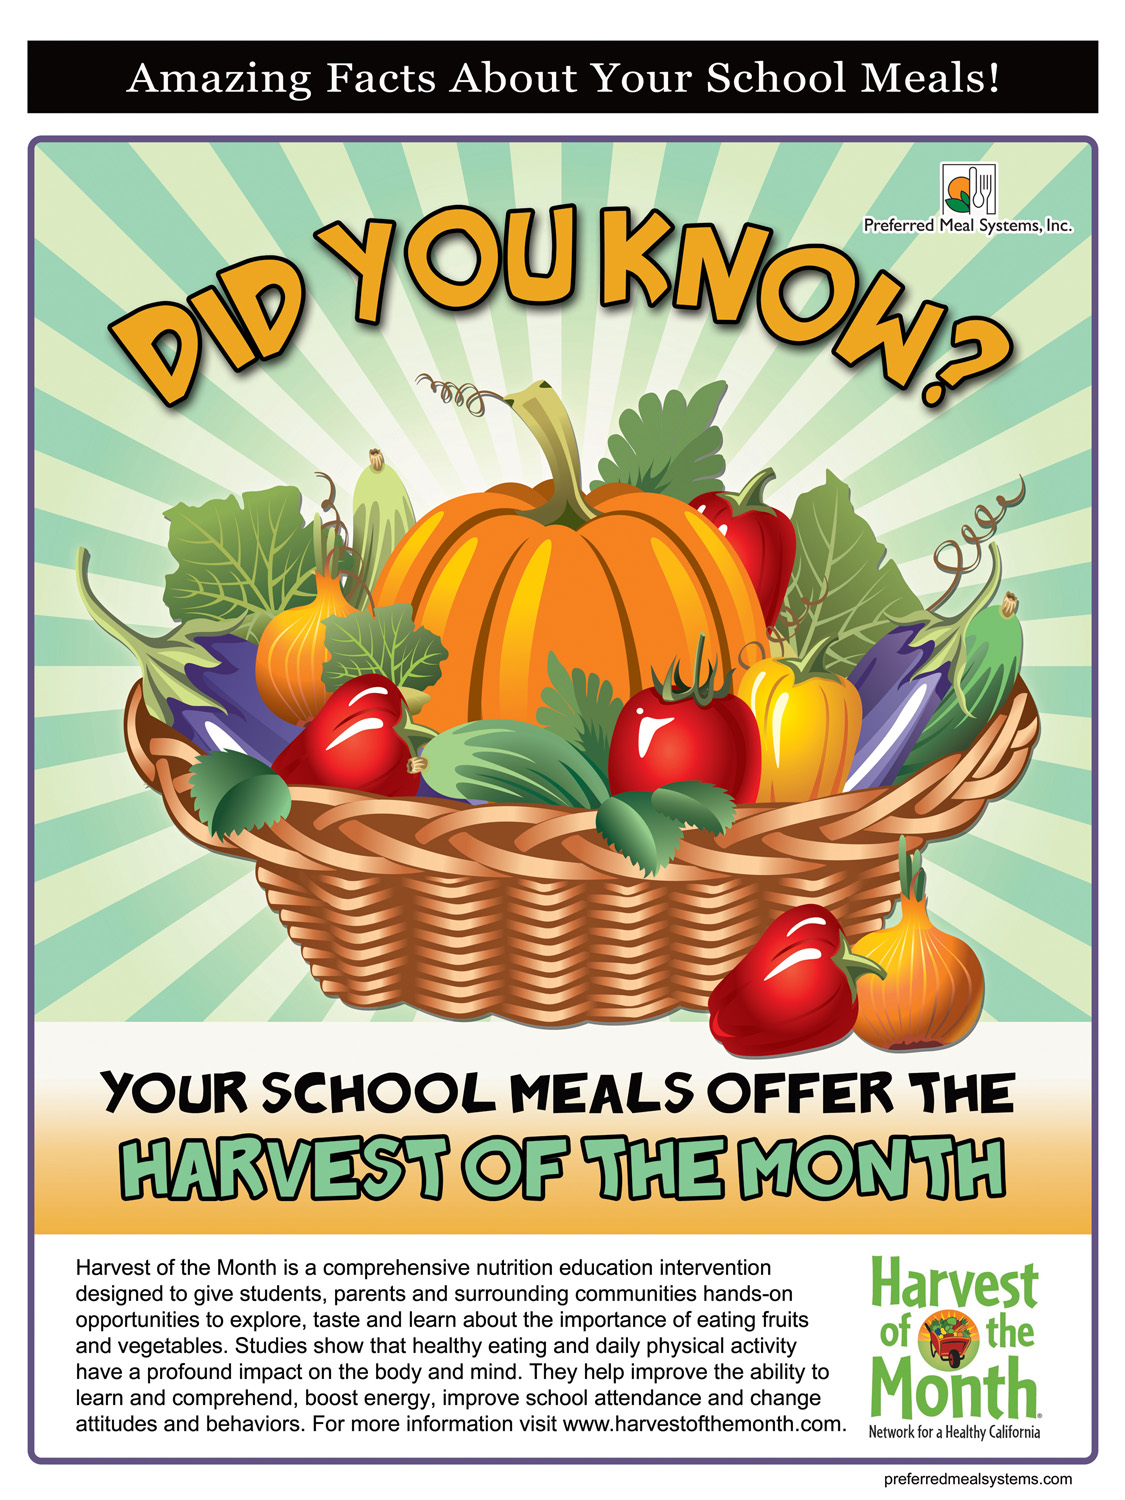 Amazing Facts About Your School Meals!
Preferred Meal Systems, Inc.
DID YOU KNOW?
YOUR SCHOOL MEALS OFFER THE
HARVEST OF THE MONTH
Harvest of the Month is a comprehensive nutrition education intervention
designed to give students, parents and surrounding communities hands-on
opportunities to explore, taste and learn about the importance of eating fruits
and vegetables. Studies show that healthy eating and daily physical activity
have a profound impact on the body and mind. They help improve the ability to
learn and comprehend, boost energy, improve school attendance and change
attitudes and behaviors. For more information visit www.harvestofthemonth.com.
Harvest
of the
Month®
Network for a Healthy California
preferredmealsystems.com